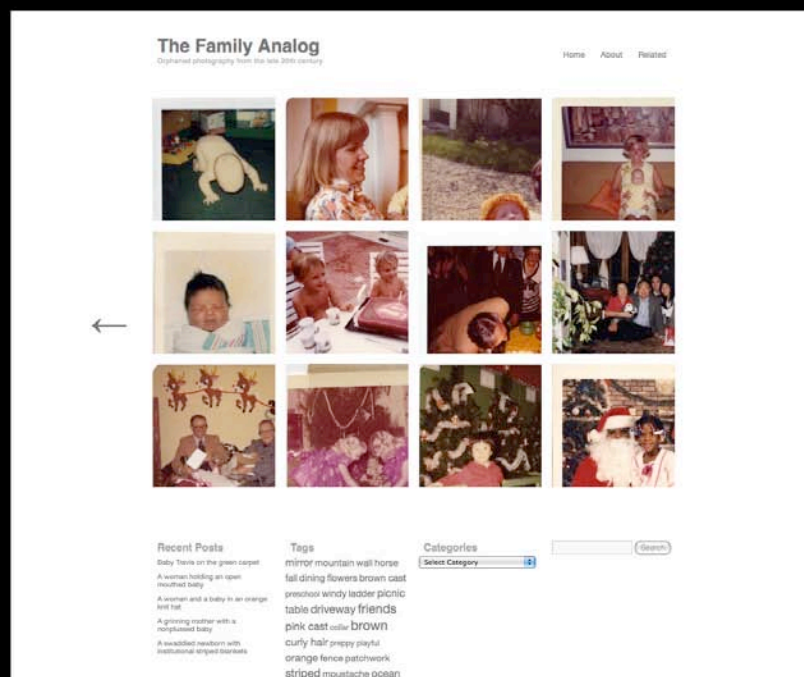 The Family Analog
Orphaned photography from the late 20th century
Home About Related
Recent Posts
Baby Travis on the green carpet
A woman holding an open
mouthed baby
A women and a baby in an orange
knit hat
A grinning mother with a
nonplussed baby
A swaddled newborn with
institutional striped blankets
Tags
mirror mountain wall horse
fall dining flowers brown cast
preschool windy ladder picnic
table driveway friends
pink cast collar brown
curly hair preppy playful
orange fence patchwork
striped moustache ocean
Categories
Select Category
Search